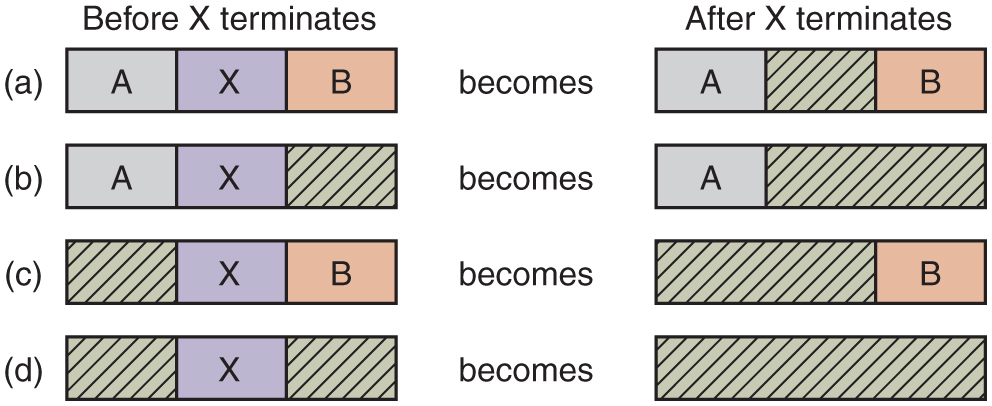 Before X terminates After X terminates
(a) A X B becomes A B
(b) A X becomes A
(c) X B becomes B
(d) X becomes